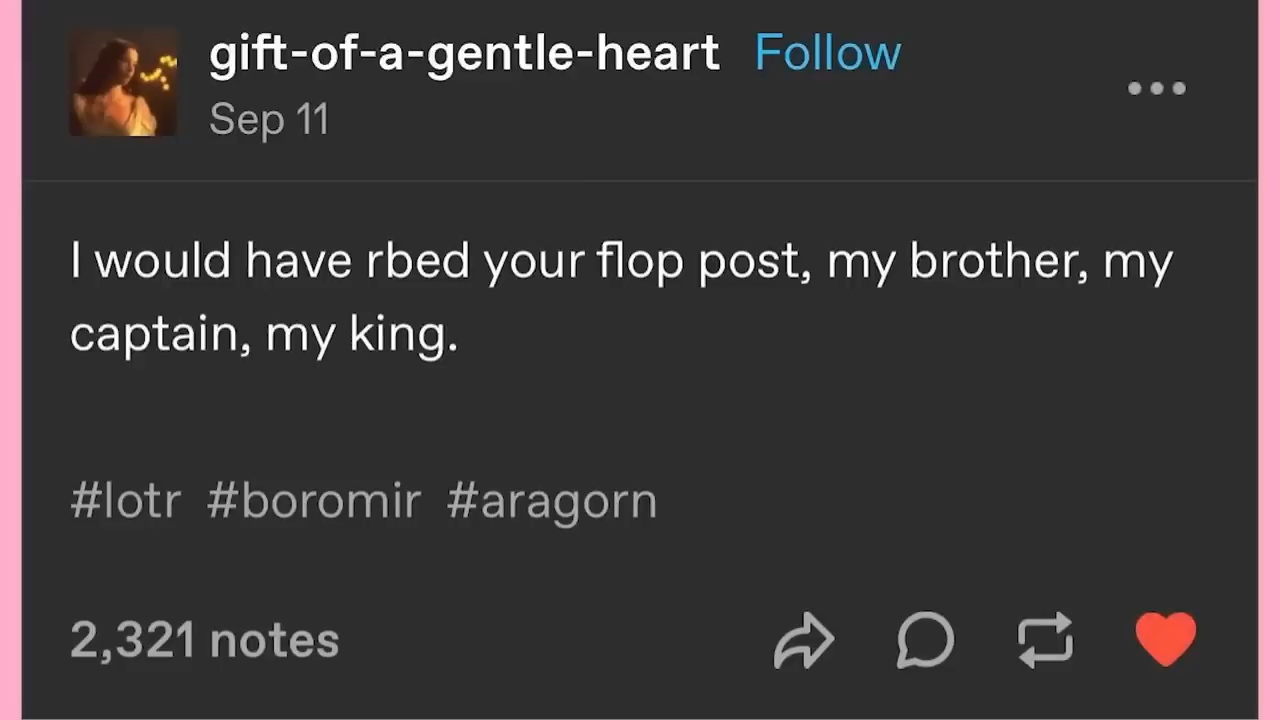 gift-of-a-gentle-heart Follow
Sep 11
I would have rbed your flop post, my brother, my
captain, my king.
#lotr #boromir #aragorn
2,321 notes